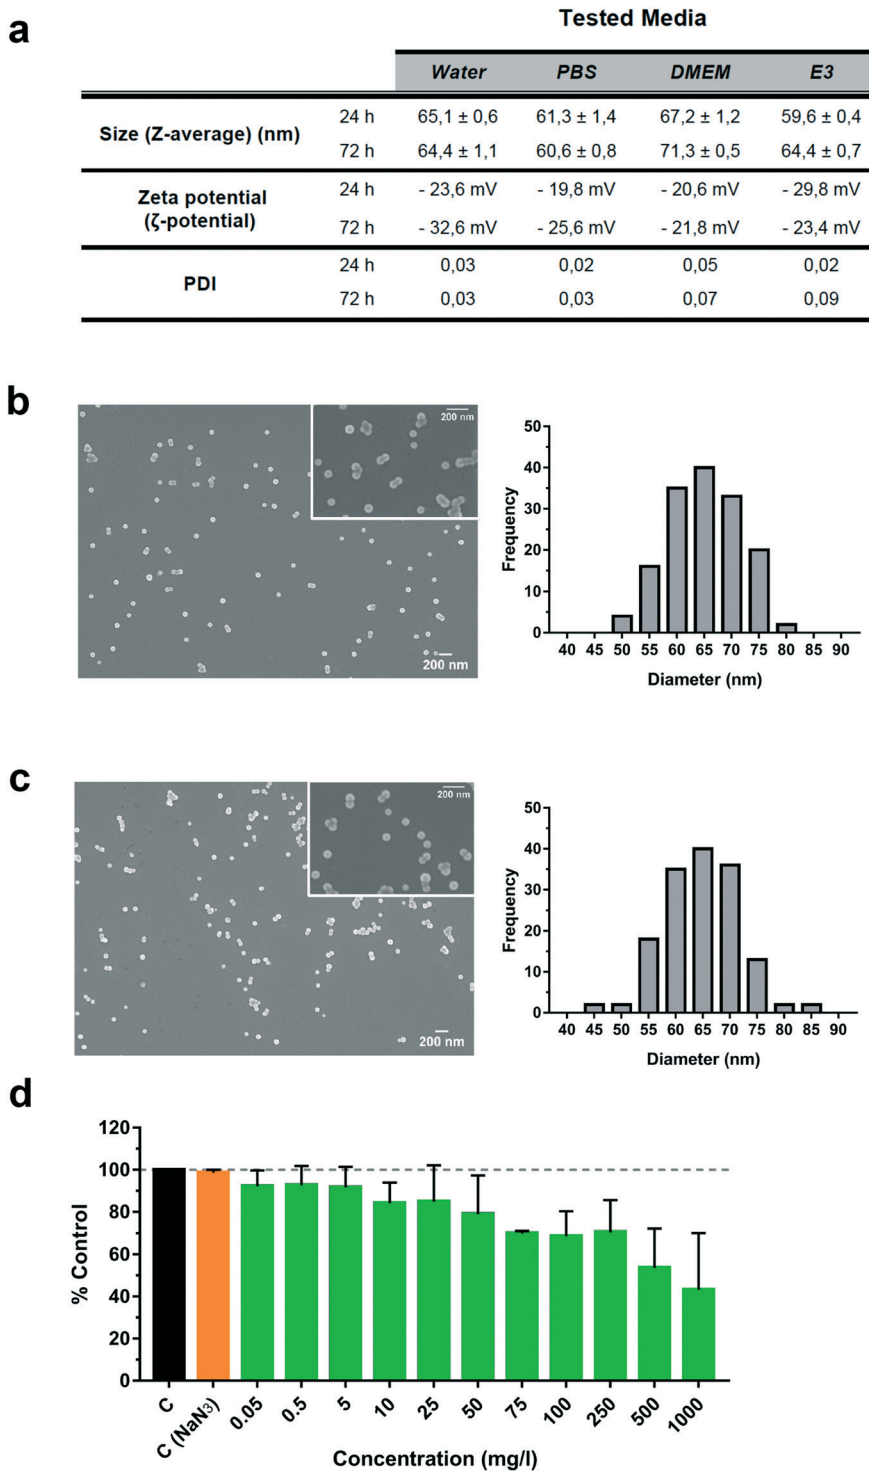 a
Tested Media
Water PBS DMEM E3
Size (Z-average) (nm)
24 h 65,1 ± 0,6 61,3 ± 1,4 67,2 ± 1,2 59,6 ± 0,4
72 h 64,4 ± 1,1 60,6 ± 0,8 71,3 ± 0,5 64,4 ± 0,7
Zeta potential
(ζ-potential)
24 h - 23,6 mV - 19,8 mV - 20,6 mV - 29,8 mV
72 h - 32,6 mV - 25,6 mV - 21,8 mV - 23,4 mV
PDI
24 h 0,03 0,02 0,05 0,02
72 h 0,03 0,03 0,07 0,09
b
200 nm
200 nm
50
40
30
20
10
0
Frequency
40 45 50 55 60 65 70 75 80 85 90
Diameter (nm)
c
200 nm
200 nm
50
40
30
20
10
0
Frequency
40 45 50 55 60 65 70 75 80 85 90
Diameter (nm)
d
120
100
80
60
40
20
0
% Control
C C (NaN3) 0.05 0.5 5 10 25 50 75 100 250 500 1000
Concentration (mg/l)